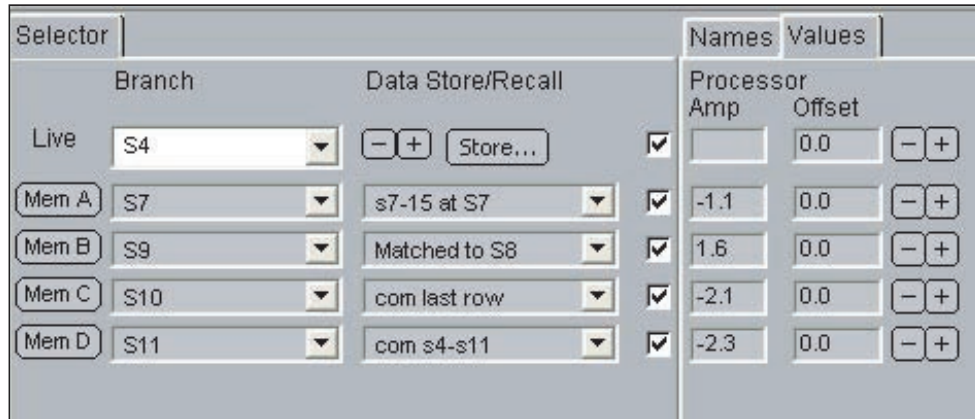 Selector Names Values
Branch Data Store/Recall Processor
Amp Offset
Live S4 - + Store... 0.0 - +
Mem A S7 s7-15 at S7 -1.1 0.0 - +
Mem B S9 Matched to S8 1.6 0.0 - +
Mem C S10 com last row -2.1 0.0 - +
Mem D S11 com s4-s11 -2.3 0.0 - +